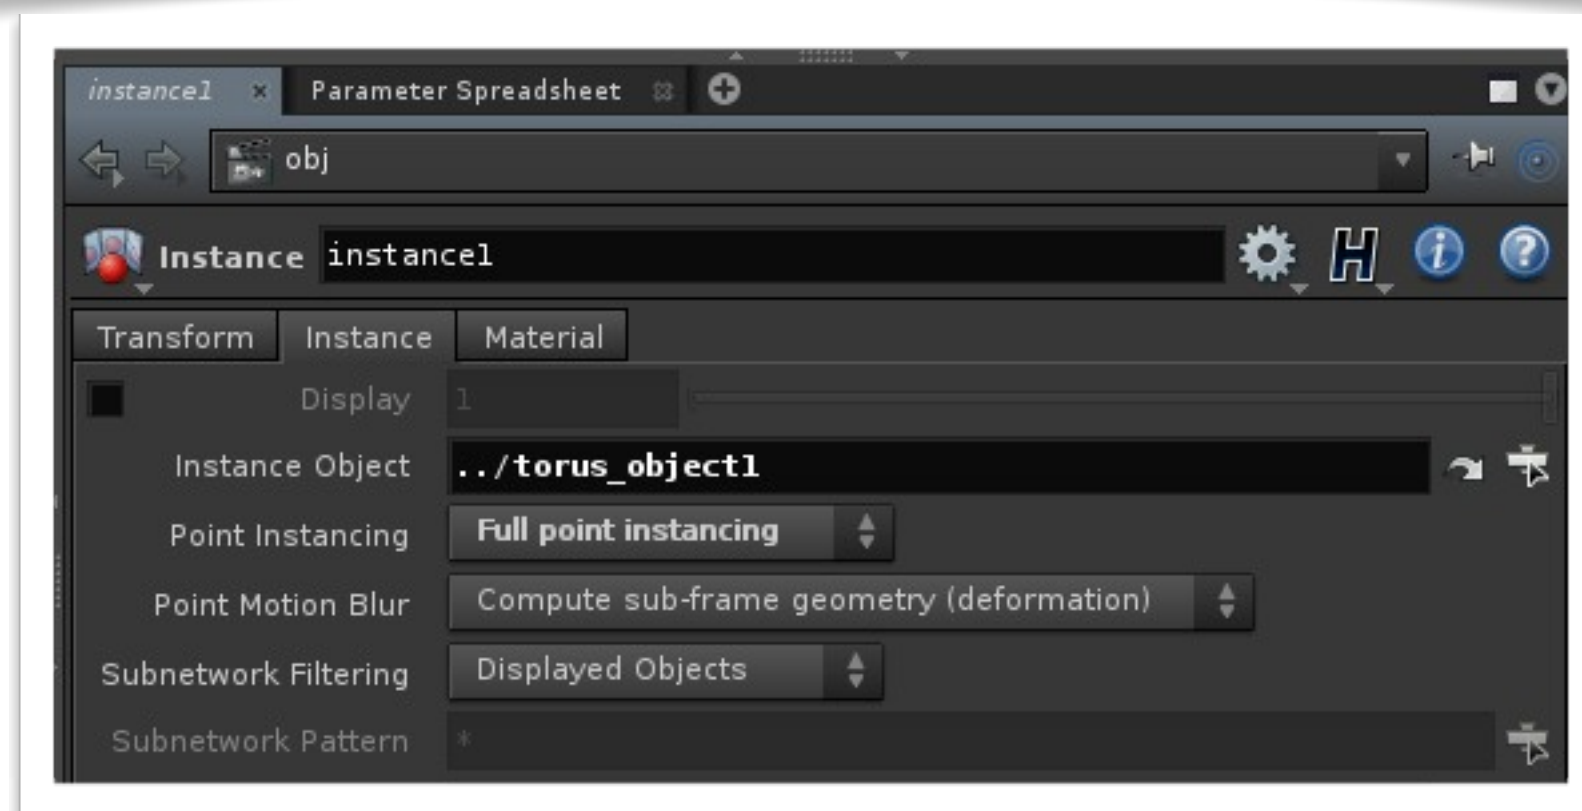 instance1 Parameter Spreadsheet
obj
Instance instance1
Transform Instance Material
Display 1
Instance Object ../torus_object1
Point Instancing Full point instancing
Point Motion Blur Compute sub-frame geometry (deformation)
Subnetwork Filtering Displayed Objects
Subnetwork Pattern *